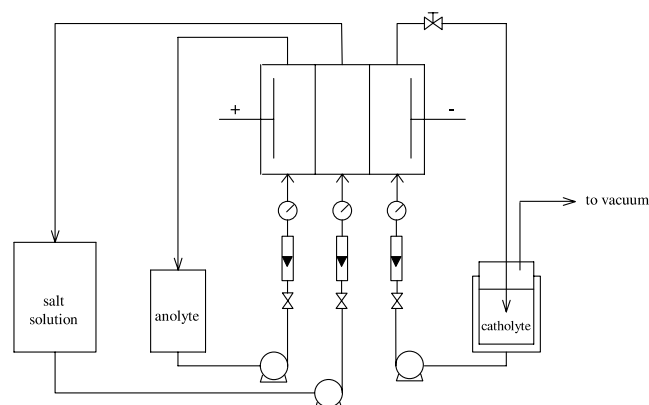 +
-
to vacuum
salt
solution
anolyte
catholyte